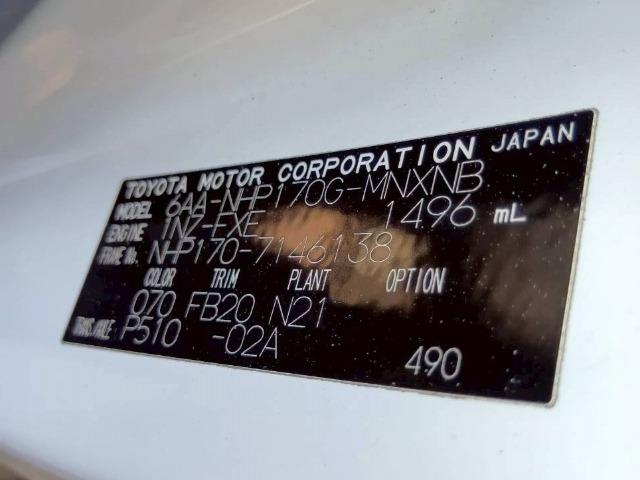 TOYOTA MOTOR CORPORATION JAPAN
MODEL 6AA-NHP170G-MNXNB
ENGINE 1NZ-FXE 1496 mL
FRAME No. NHP170-7146138
COLOR TRIM PLANT OPTION
070 FB20 N21
TRANS./AXLE P510 -02A 490